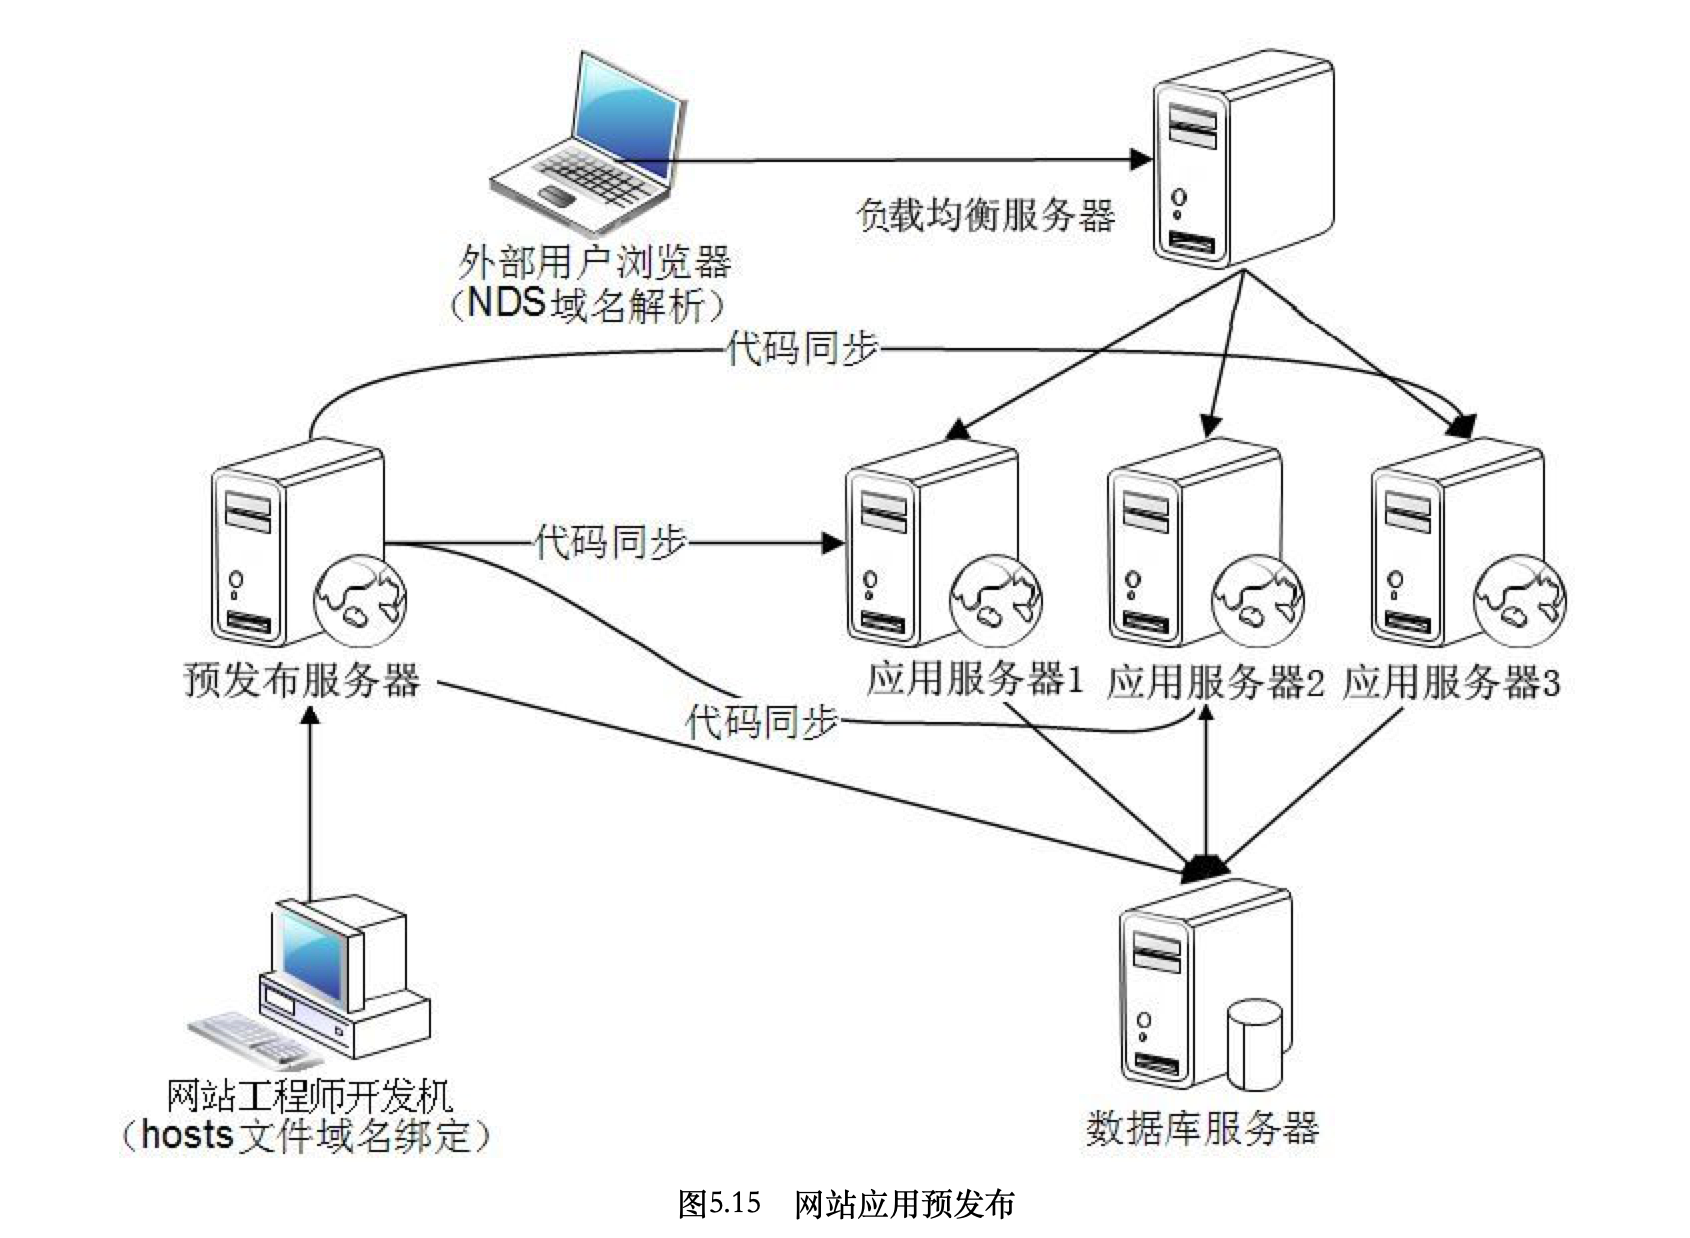 负载均衡服务器
外部用户浏览器
（NDS域名解析）
代码同步
代码同步
预发布服务器
应用服务器1
应用服务器2
应用服务器3
代码同步
网站工程师开发机
（hosts文件域名绑定）
数据库服务器
图5.15 网站应用预发布